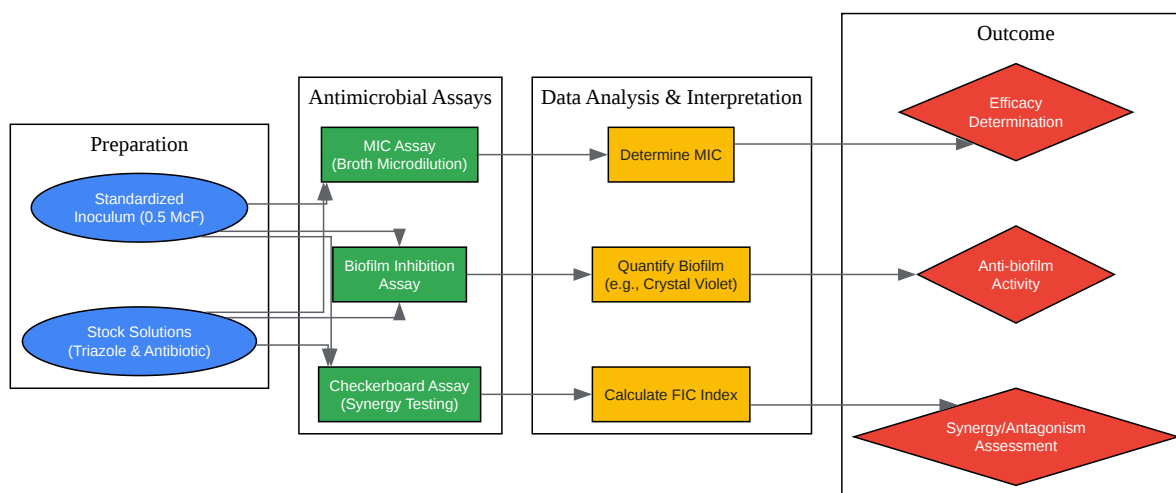 Preparation
Standardized
Inoculum (0.5 McF)
Stock Solutions
(Triazole & Antibiotic)
Antimicrobial Assays
MIC Assay
(Broth Microdilution)
Biofilm Inhibition
Assay
Checkerboard Assay
(Synergy Testing)
Data Analysis & Interpretation
Determine MIC
Quantify Biofilm
(e.g., Crystal Violet)
Calculate FIC Index
Outcome
Efficacy
Determination
Anti-biofilm
Activity
Synergy/Antagonism
Assessment